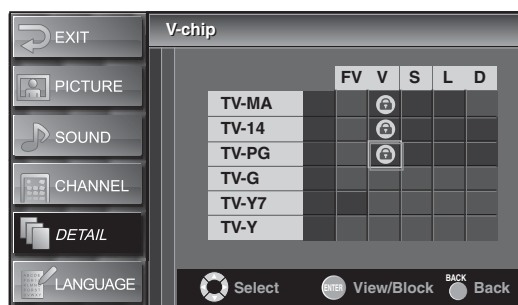 EXIT
PICTURE
SOUND
CHANNEL
DETAIL
LANGUAGE
V-chip
FV V S L D
TV-MA
TV-14
TV-PG
TV-G
TV-Y7
TV-Y
Select ENTER View/Block BACK Back